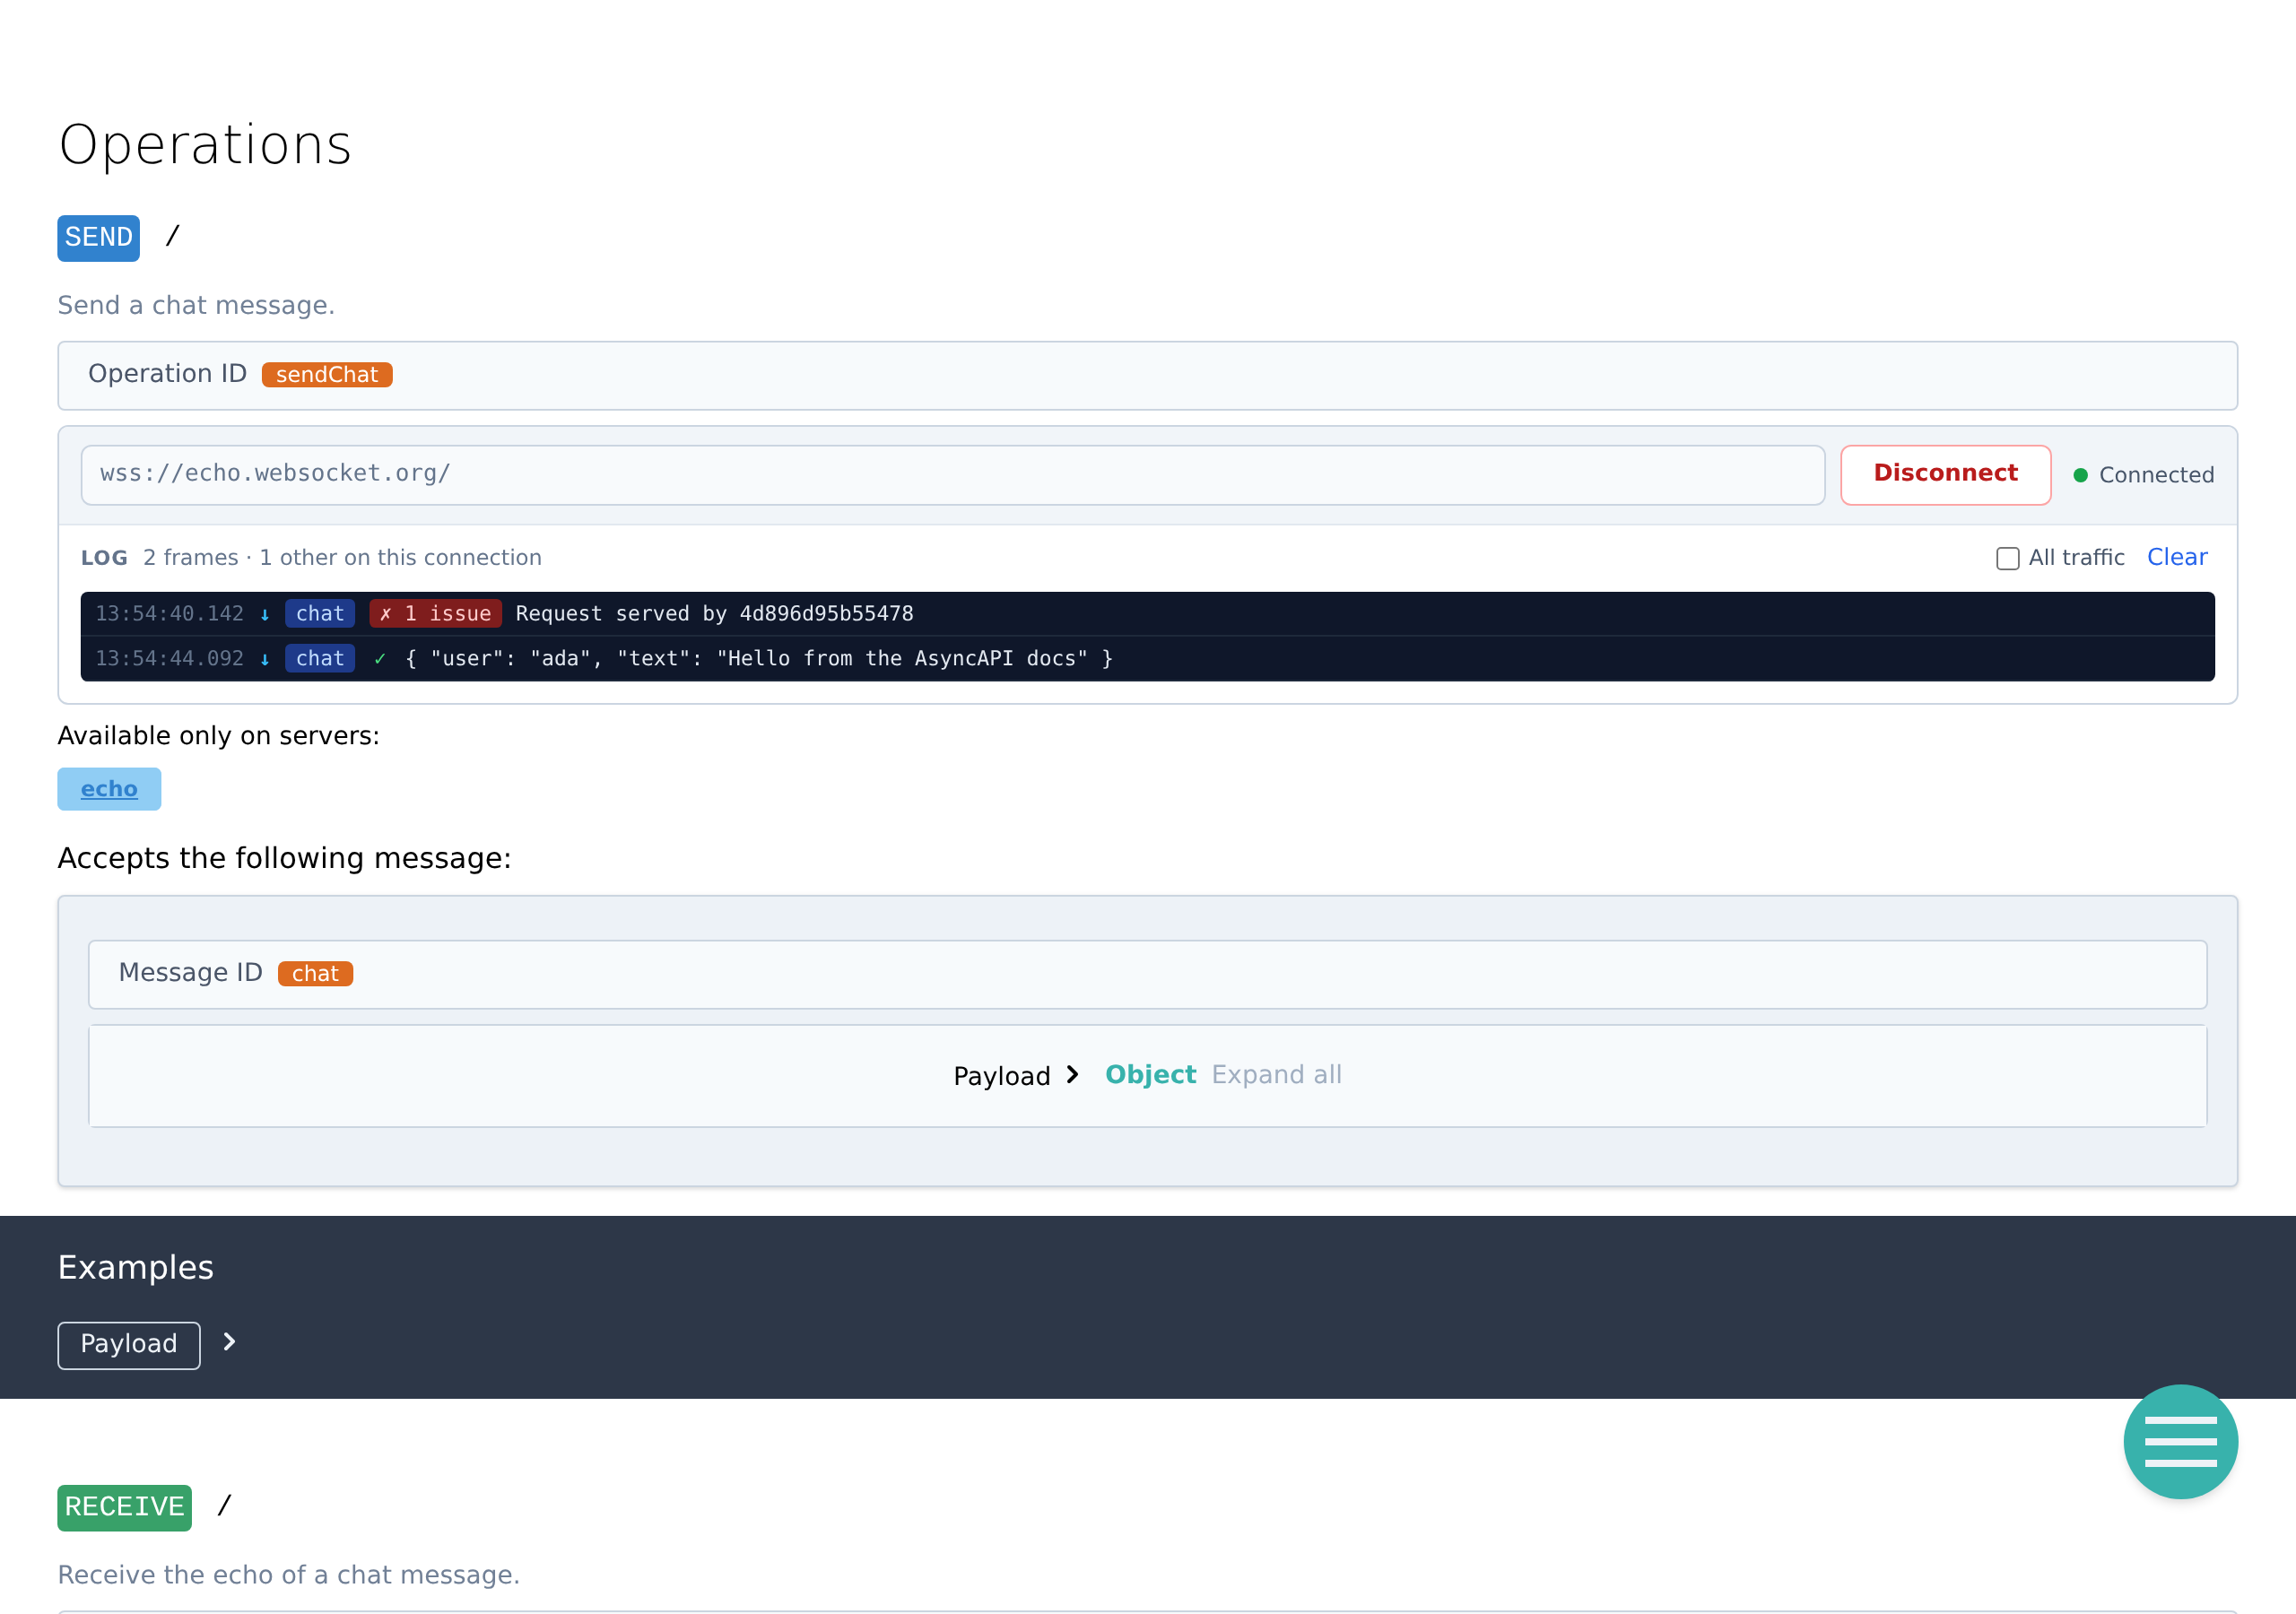 Operations
SEND /
Send a chat message.
Operation ID sendChat
wss://echo.websocket.org/ Disconnect Connected
LOG 2 frames · 1 other on this connection All traffic Clear
13:54:40.142 ↓ chat ✗ 1 issue Request served by 4d896d95b55478
13:54:44.092 ↓ chat ✓ { "user": "ada", "text": "Hello from the AsyncAPI docs" }
Available only on servers:
echo
Accepts the following message:
Message ID chat
Payload Object Expand all
Examples
Payload
RECEIVE /
Receive the echo of a chat message.